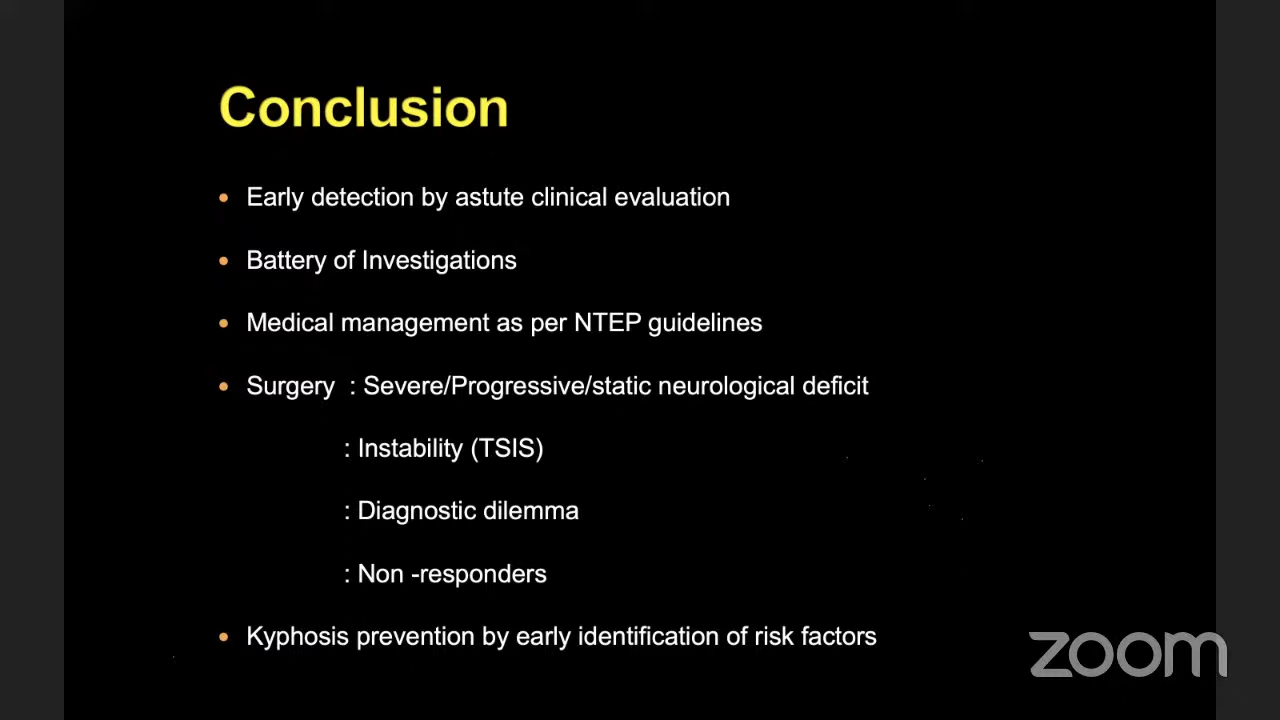 Conclusion
• Early detection by astute clinical evaluation
• Battery of Investigations
• Medical management as per NTEP guidelines
• Surgery : Severe/Progressive/static neurological deficit
: Instability (TSIS)
: Diagnostic dilemma
: Non -responders
• Kyphosis prevention by early identification of risk factors
zoom